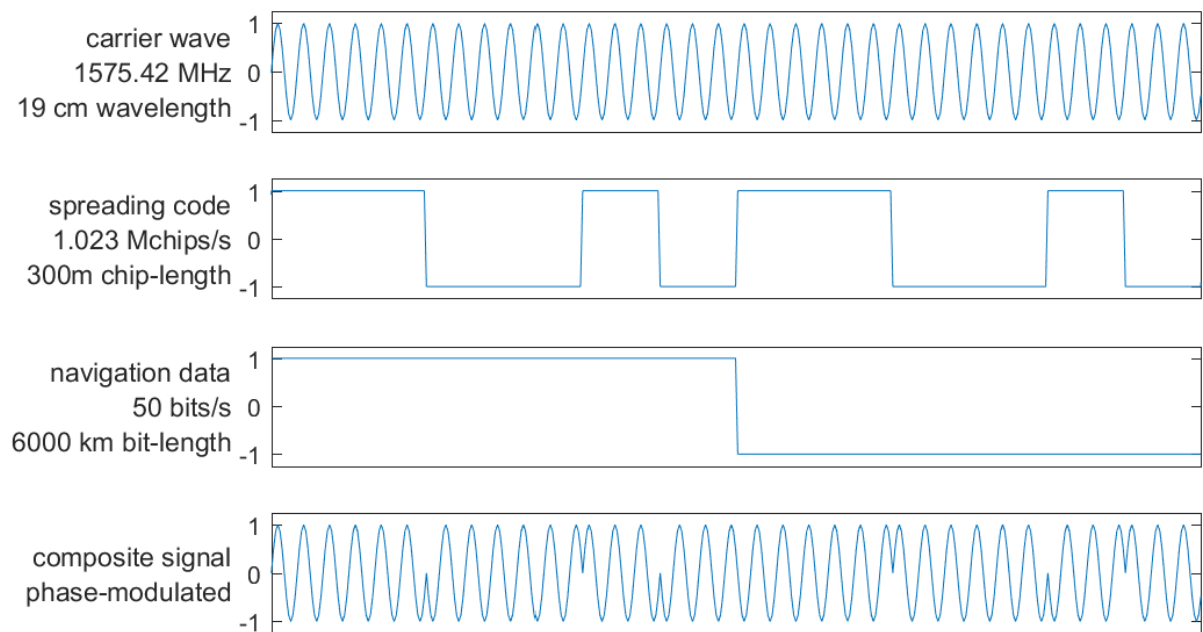 carrier wave
1575.42 MHz
19 cm wavelength
1
0
-1
spreading code
1.023 Mchips/s
300m chip-length
1
0
-1
navigation data
50 bits/s
6000 km bit-length
1
0
-1
composite signal
phase-modulated
1
0
-1